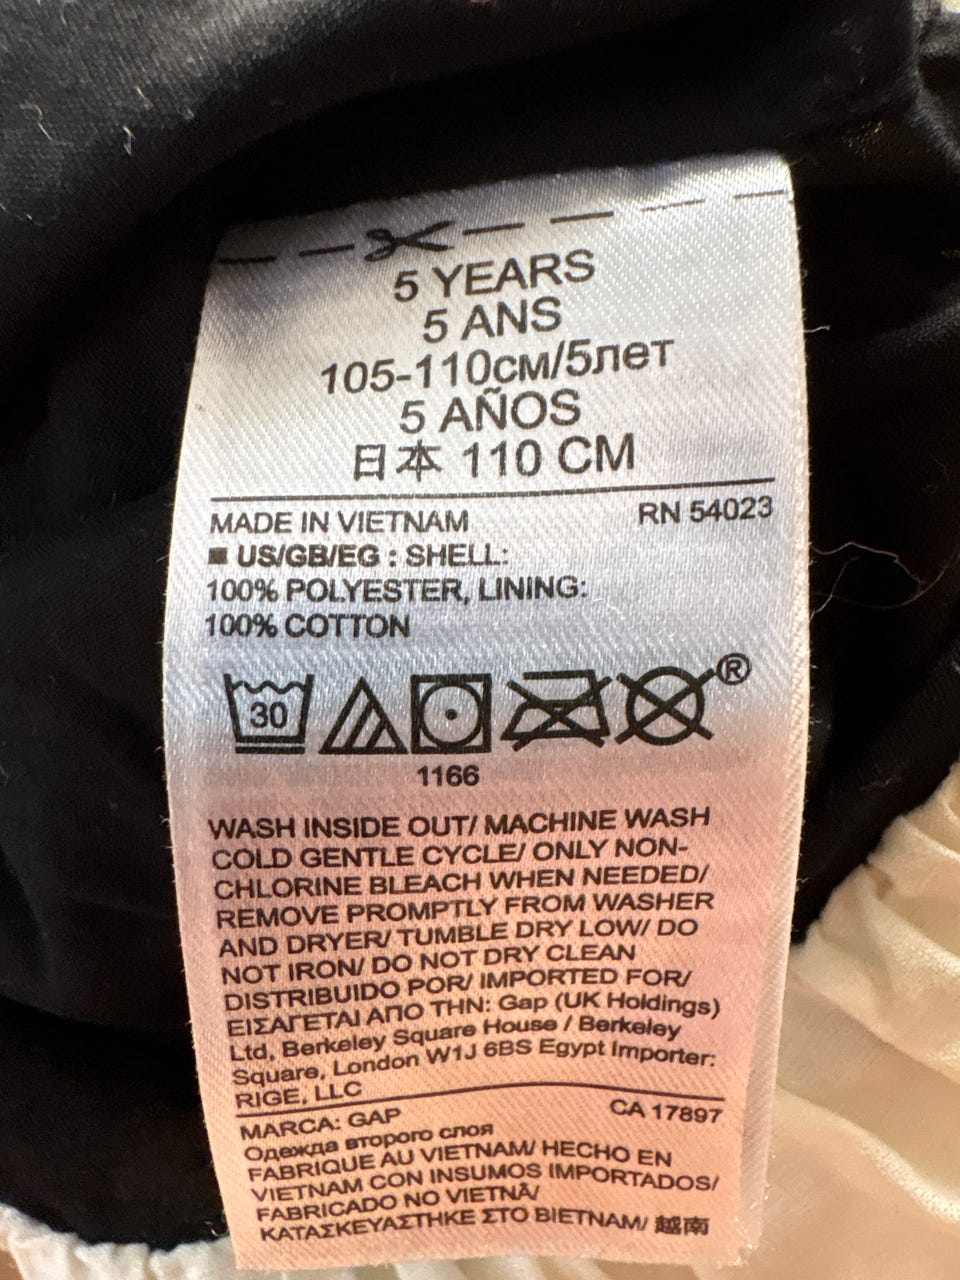 5 YEARS
5 ANS
105-110см/5лет
5 AÑOS
日本 110 CM
MADE IN VIETNAM RN 54023
US/GB/EG : SHELL:
100% POLYESTER, LINING:
100% COTTON
30 ®
1166
WASH INSIDE OUT/ MACHINE WASH
COLD GENTLE CYCLE/ ONLY NON-
CHLORINE BLEACH WHEN NEEDED/
REMOVE PROMPTLY FROM WASHER
AND DRYER/ TUMBLE DRY LOW/ DO
NOT IRON/ DO NOT DRY CLEAN
DISTRIBUIDO POR/ IMPORTED FOR/
ΕΙΣΑΓΕΤΑΙ ΑΠΟ ΤΗΝ: Gap (UK Holdings)
Ltd, Berkeley Square House / Berkeley
Square, London W1J 6BS Egypt Importer:
RIGE, LLC
MARCA: GAP CA 17897
Одежда второго слоя
FABRIQUE AU VIETNAM/ HECHO EN
VIETNAM CON INSUMOS IMPORTADOS/
FABRICADO NO VIETNÃ/
ΚΑΤΑΣΚΕΥΑΣΤΗΚΕ ΣΤΟ ΒΙΕΤΝΑΜ/ 越南